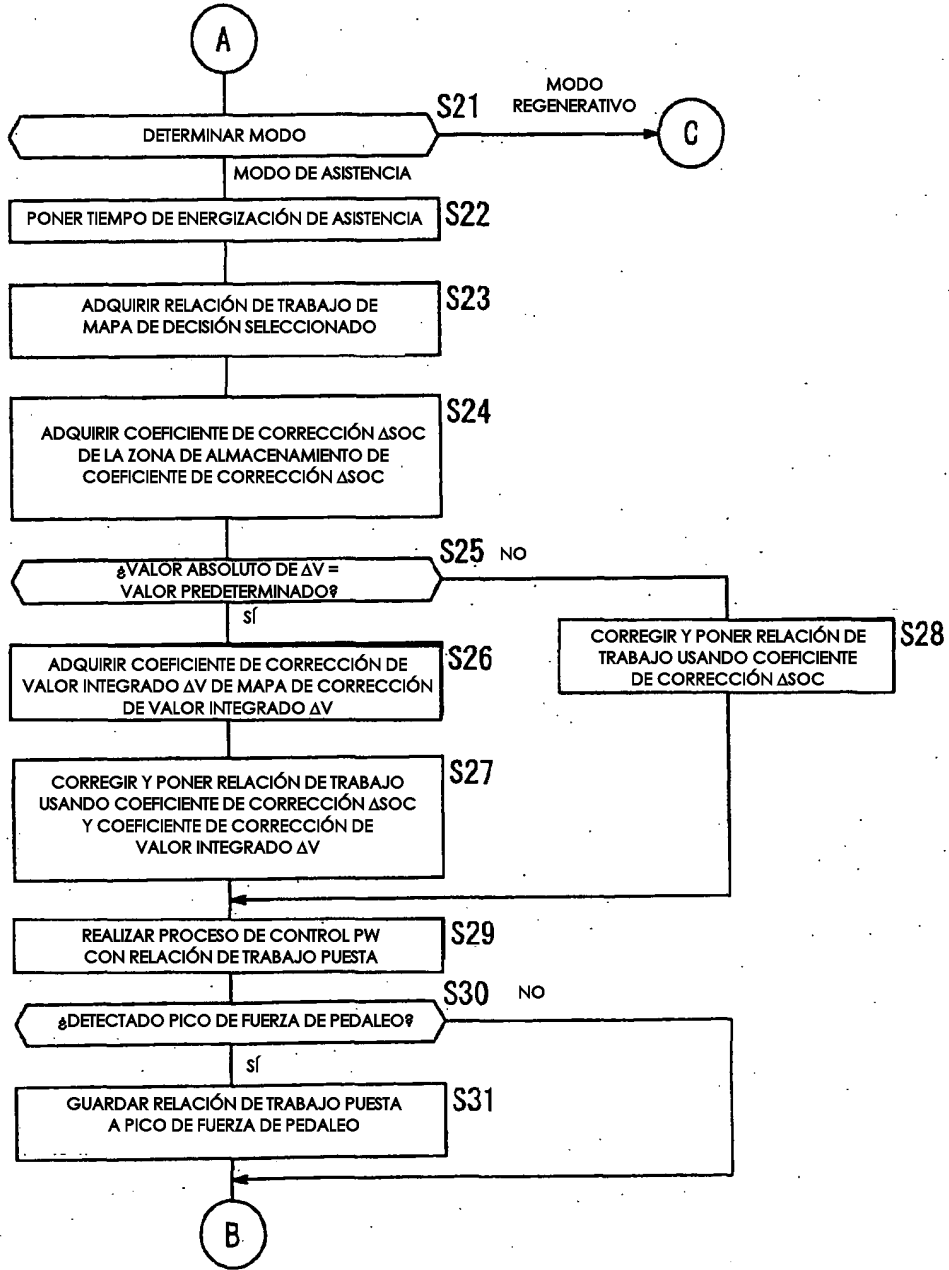 A
S21
MODO
REGENERATIVO
DETERMINAR MODO
C
MODO DE ASISTENCIA
PONER TIEMPO DE ENERGIZACIÓN DE ASISTENCIA
S22
ADQUIRIR RELACIÓN DE TRABAJO DE
MAPA DE DECISIÓN SELECCIONADO
S23
ADQUIRIR COEFICIENTE DE CORRECCIÓN ΔSOC
DE LA ZONA DE ALMACENAMIENTO DE
COEFICIENTE DE CORRECCIÓN ΔSOC
S24
¿VALOR ABSOLUTO DE ΔV =
VALOR PREDETERMINADO?
S25
NO
SÍ
ADQUIRIR COEFICIENTE DE CORRECCIÓN DE
VALOR INTEGRADO ΔV DE MAPA DE CORRECCIÓN
DE VALOR INTEGRADO ΔV
S26
CORREGIR Y PONER RELACIÓN DE
TRABAJO USANDO COEFICIENTE
DE CORRECCIÓN ΔSOC
S28
CORREGIR Y PONER RELACIÓN DE TRABAJO
USANDO COEFICIENTE DE CORRECCIÓN ΔSOC
Y COEFICIENTE DE CORRECCIÓN DE
VALOR INTEGRADO ΔV
S27
REALIZAR PROCESO DE CONTROL PW
CON RELACIÓN DE TRABAJO PUESTA
S29
¿DETECTADO PICO DE FUERZA DE PEDALEO?
S30
NO
SÍ
GUARDAR RELACIÓN DE TRABAJO PUESTA
A PICO DE FUERZA DE PEDALEO
S31
B